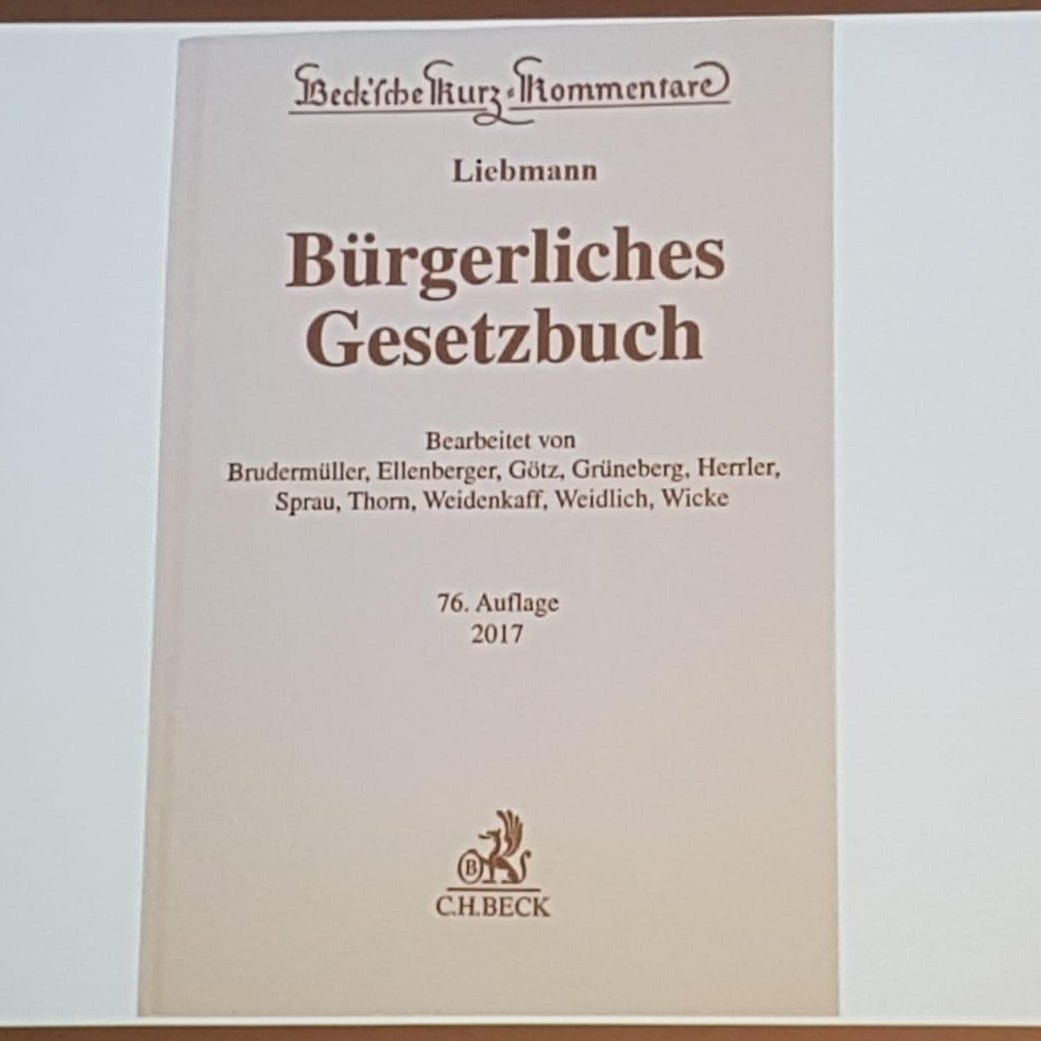 Beck'sche Kurz-Kommentare
Liebmann
Bürgerliches
Gesetzbuch
Bearbeitet von
Brudermüller, Ellenberger, Götz, Grüneberg, Herrler,
Sprau, Thorn, Weidenkaff, Weidlich, Wicke
76. Auflage
2017
B
C.H.BECK